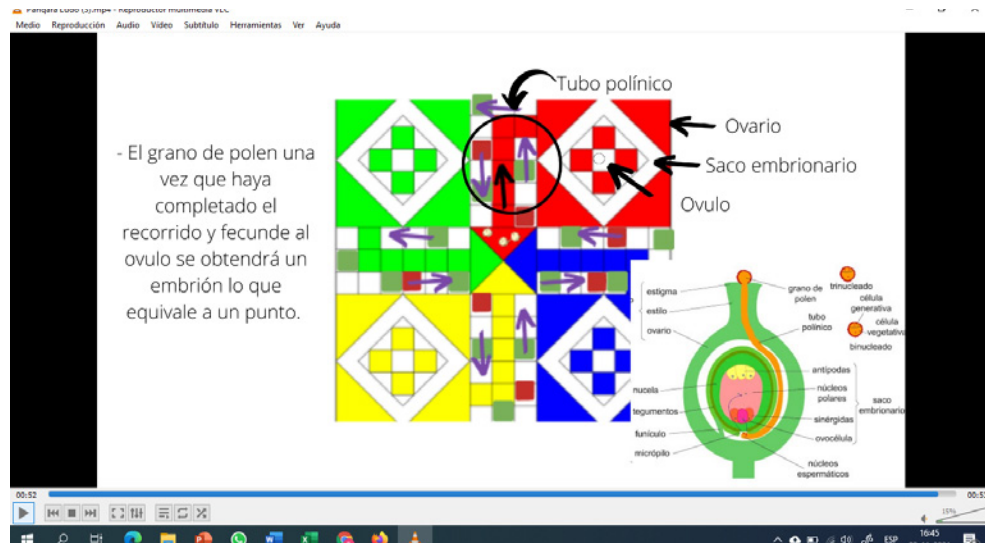 Medio Reproducción Audio Vídeo Subtítulo Herramientas Ver Ayuda
Tubo polínico
Ovario
Saco embrionario
Ovulo
- El grano de polen una
vez que haya
completado el
recorrido y fecunde al
ovulo se obtendrá un
embrión lo que
equivale a un punto.
estigma
estilo
ovario
nucela
tegumentos
funículo
micrópilo
grano de
polen
tubo
polínico
trinucleado
célula
generativa
célula
vegetativa
binucleado
antípodas
núcleos
polares
sinérgidas
ovocélula
saco
embrionario
núcleos
espermáticos
00:52
15%
ESP
16:45